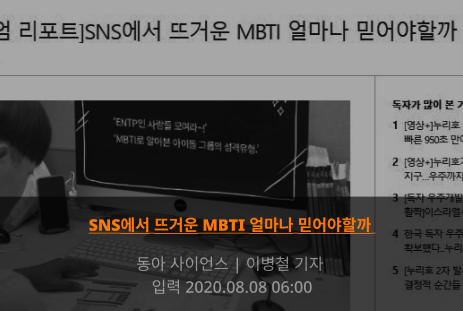 리포트]SNS에서 뜨거운 MBTI 얼마나 믿어야할까
독자가 많이 본
1 [영상+]누리호
빠른 950초 만에
"ENTP인 사람들 모여라~!"
'MBTI로 알아본 아이돌 그룹의 성격유형.'
2 [영상+]누리호
지구...우주까지
3 [독자 우주개발
SNS에서 뜨거운 MBTI 얼마나 믿어야할까
4 한국 독자 우주
확보했다..누리
동아 사이언스 | 이병철 기자
5 [누리호 2차 발
결정적 순간들
입력 2020.08.08 06:00